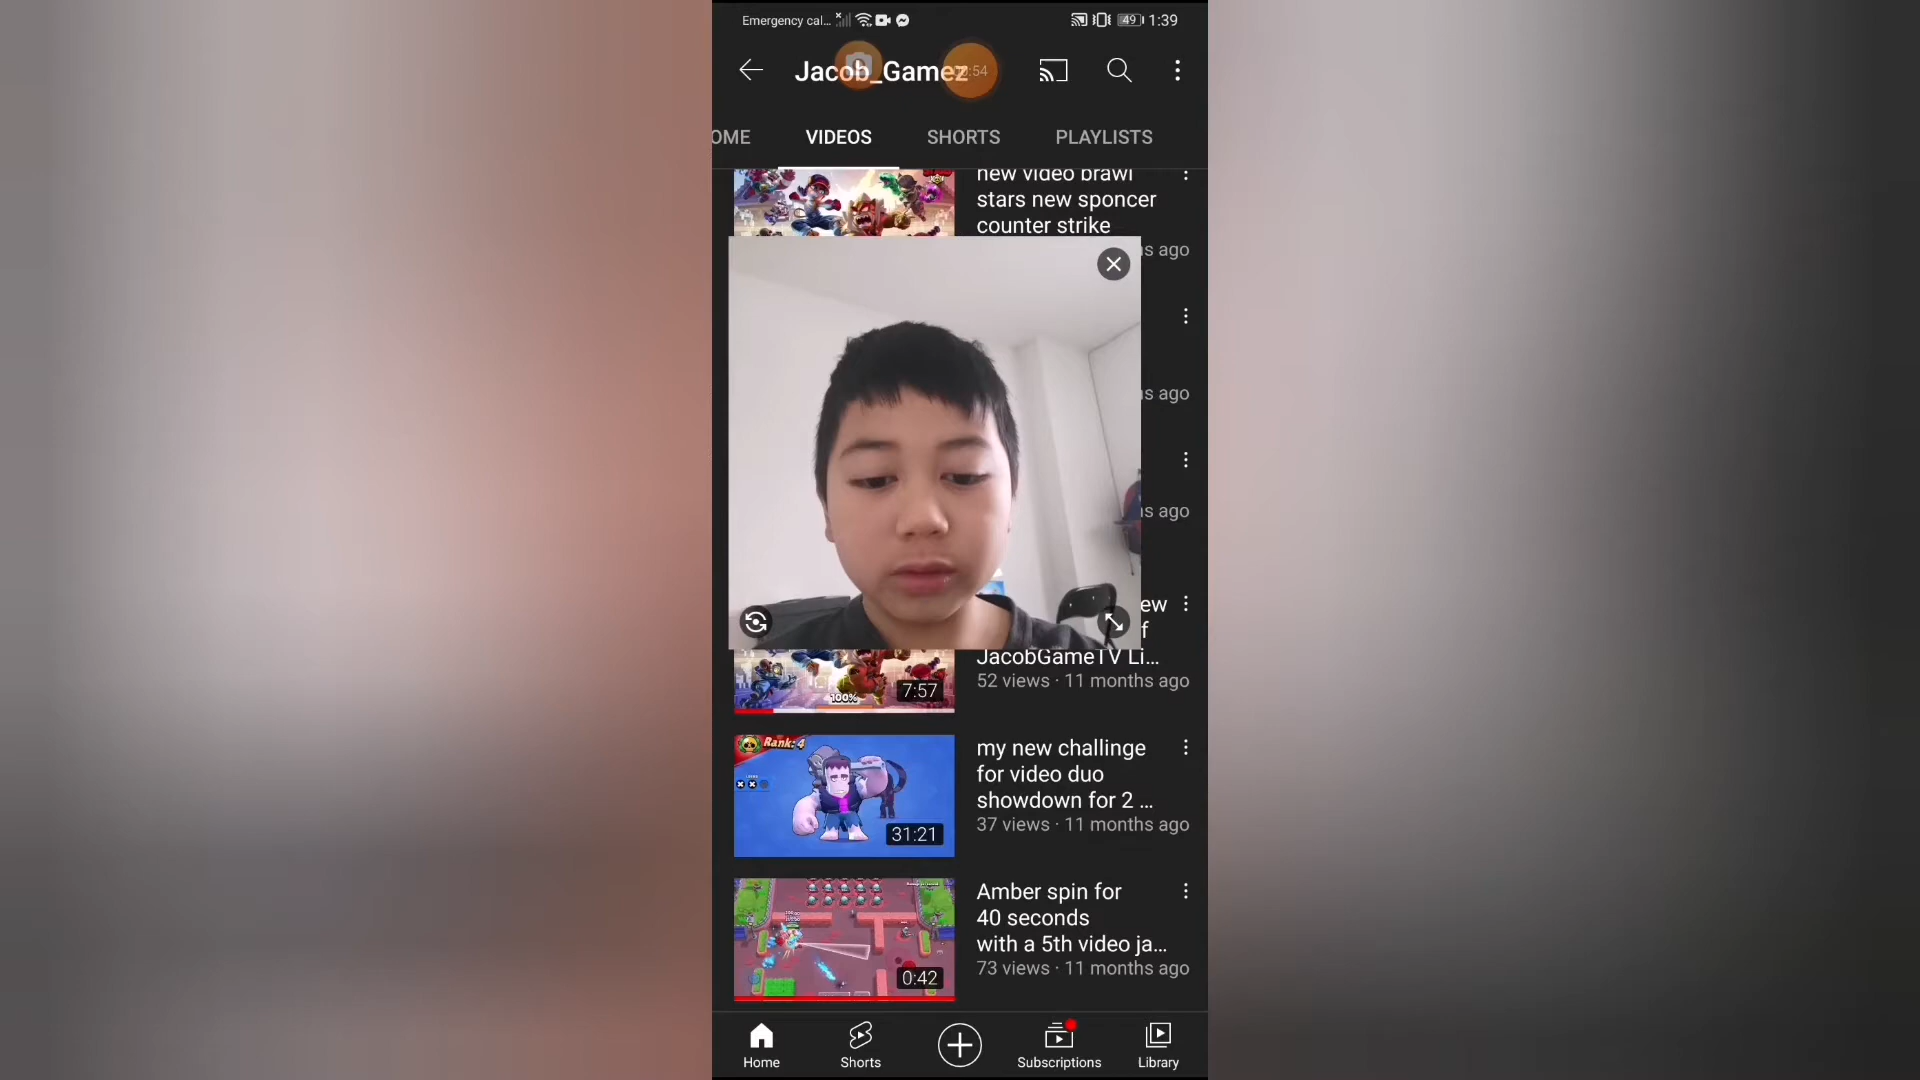 Emergency cal...
49 1:39
Jacob_Gamez
:54
OME VIDEOS SHORTS PLAYLISTS
new video brawl
stars new sponcer
counter strike
s ago
s ago
s ago
ew
f
JacobGameTV Li...
52 views · 11 months ago
100%
7:57
Rank: 4
my new challinge
for video duo
showdown for 2 ...
37 views · 11 months ago
31:21
Amber spin for
40 seconds
with a 5th video ja...
73 views · 11 months ago
0:42
Home Shorts Subscriptions Library